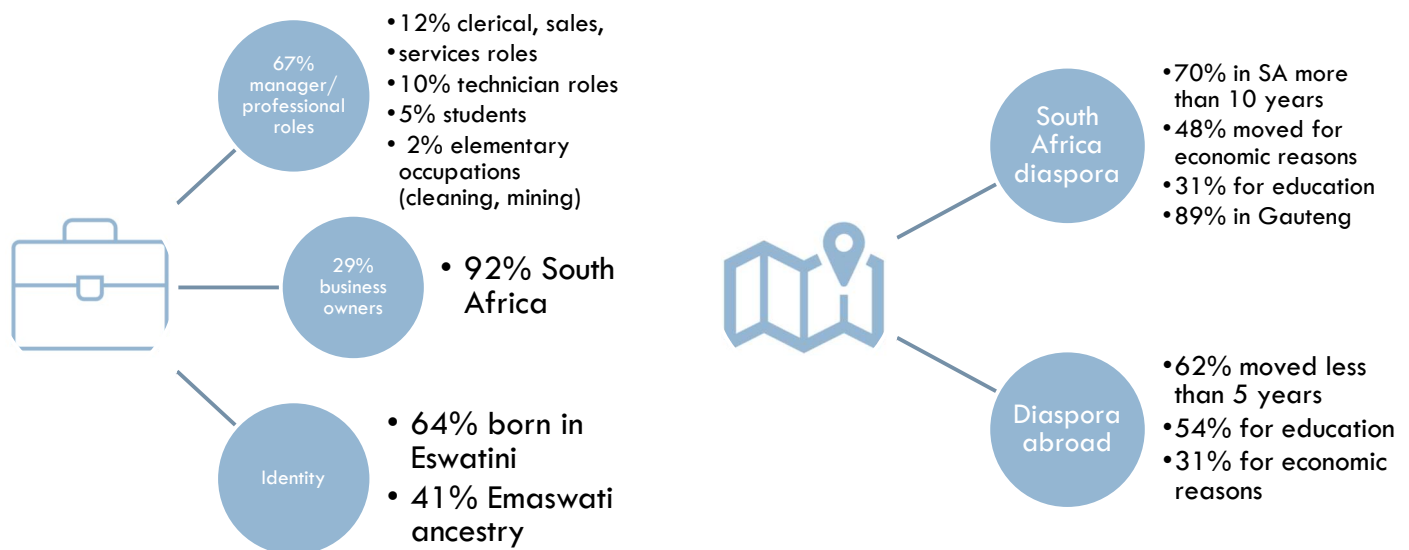 67%
manager/
professional
roles
•12% clerical, sales,
•services roles
•10% technician roles
•5% students
• 2% elementary
occupations
(cleaning, mining)
29%
business
owners
• 92% South
Africa
Identity
• 64% born in
Eswatini
• 41% Emaswati
ancestry
South
Africa
diaspora
•70% in SA more
than 10 years
•48% moved for
economic reasons
•31% for education
•89% in Gauteng
Diaspora
abroad
•62% moved less
than 5 years
•54% for education
•31% for economic
reasons